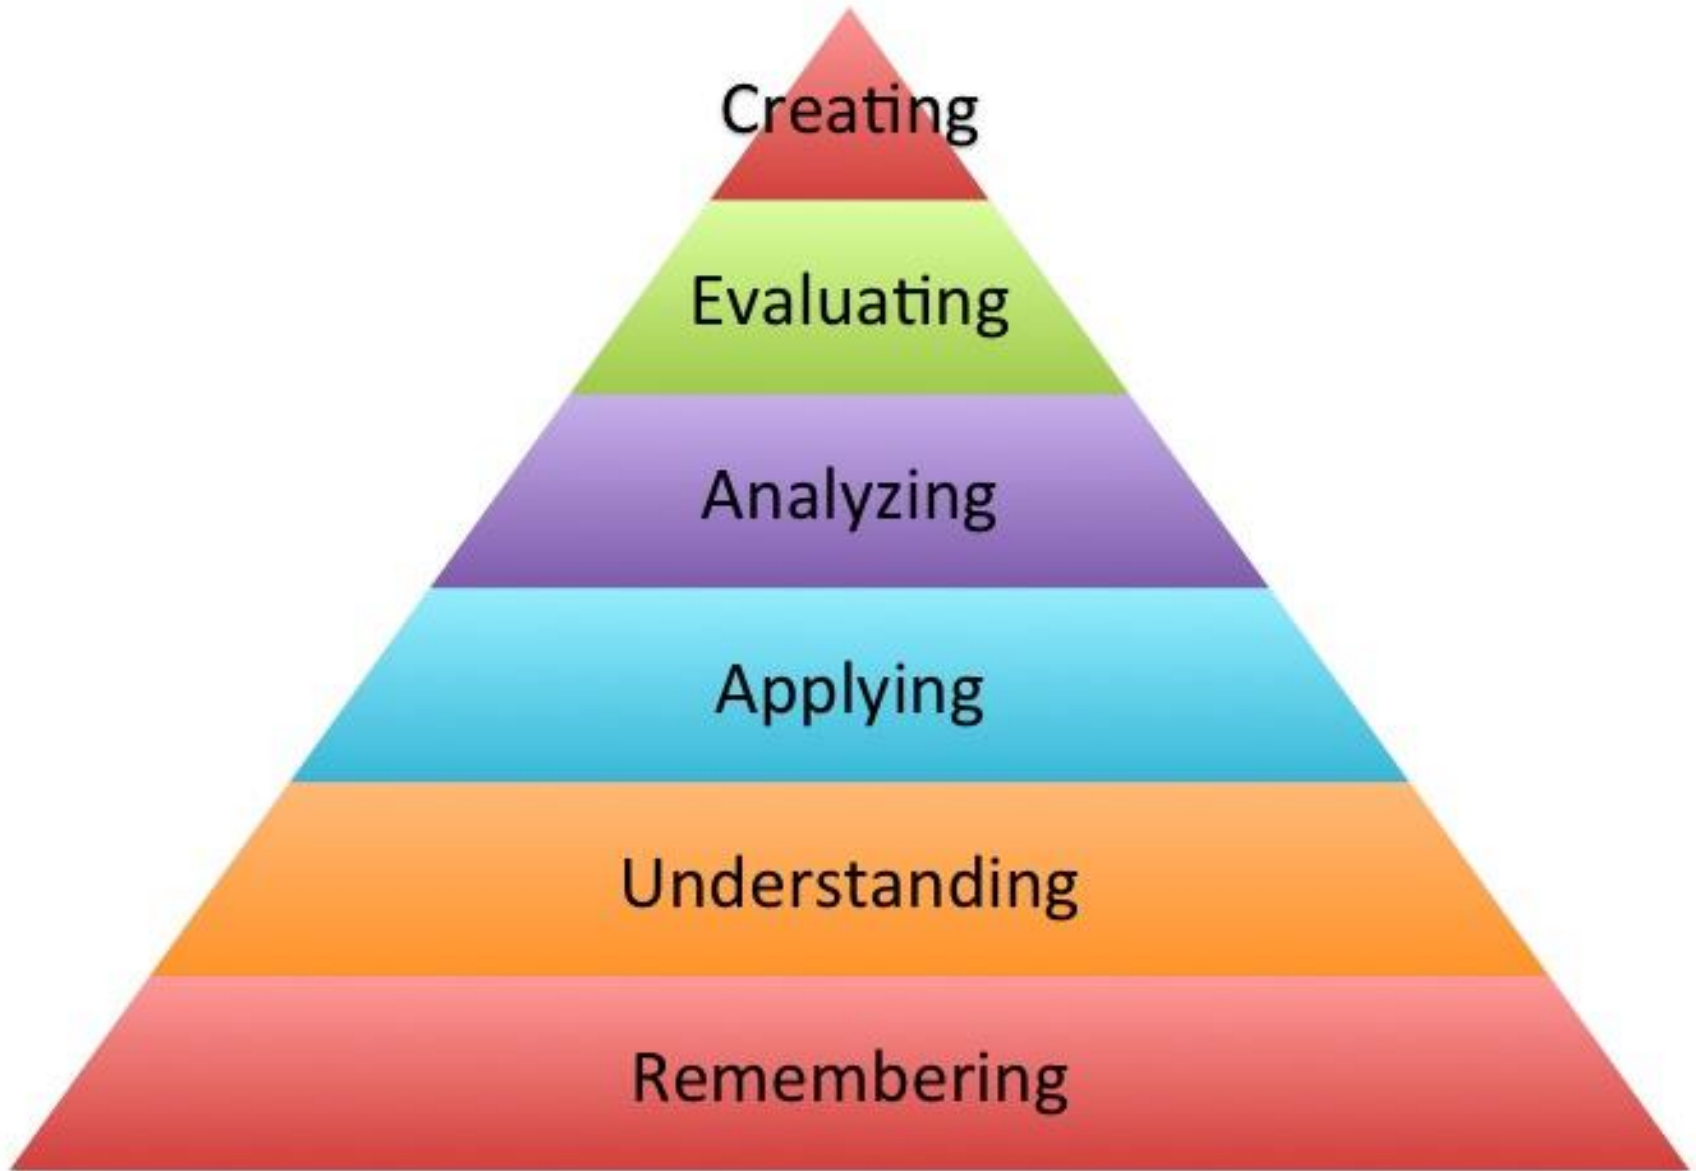 Creating
Evaluating
Analyzing
Applying
Understanding
Remembering